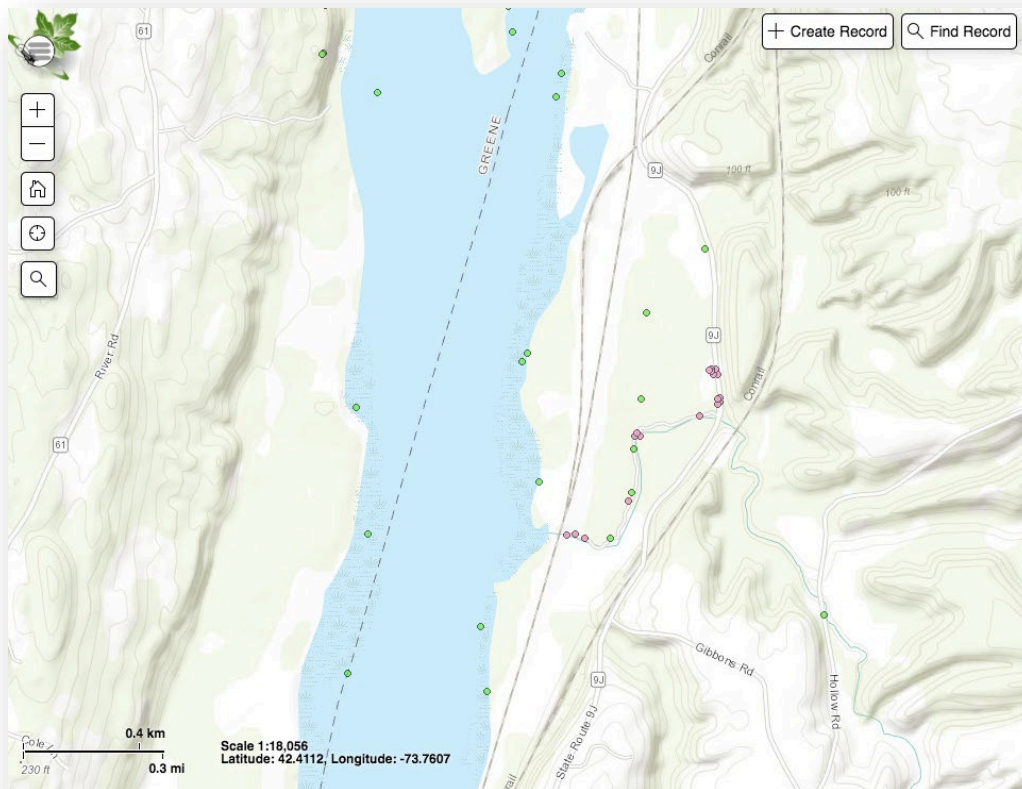 61
Conrail
+ Create Record
Find Record
+
GREENE
−
9J
100 ft
100 ft
River Rd
9J
Conrail
61
Gibbons Rd
9J
Hollow Rd
State Route 9J
0.4 km
0.3 mi
230 ft
Scale 1:18,056
Latitude: 42.4112, Longitude: -73.7607